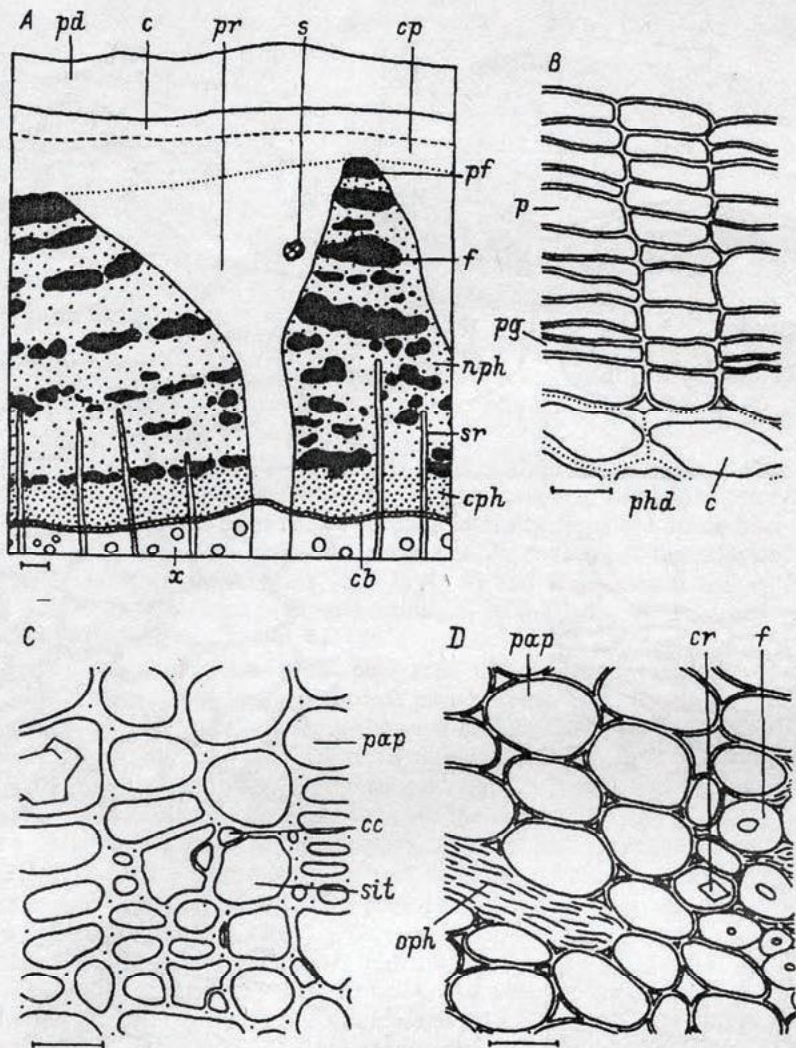 A pd c pr s cp
B
pf
p
f
pg
nph
sr
cph
phd c
x cb
C
D pap cr f
pap
cc
sit
oph